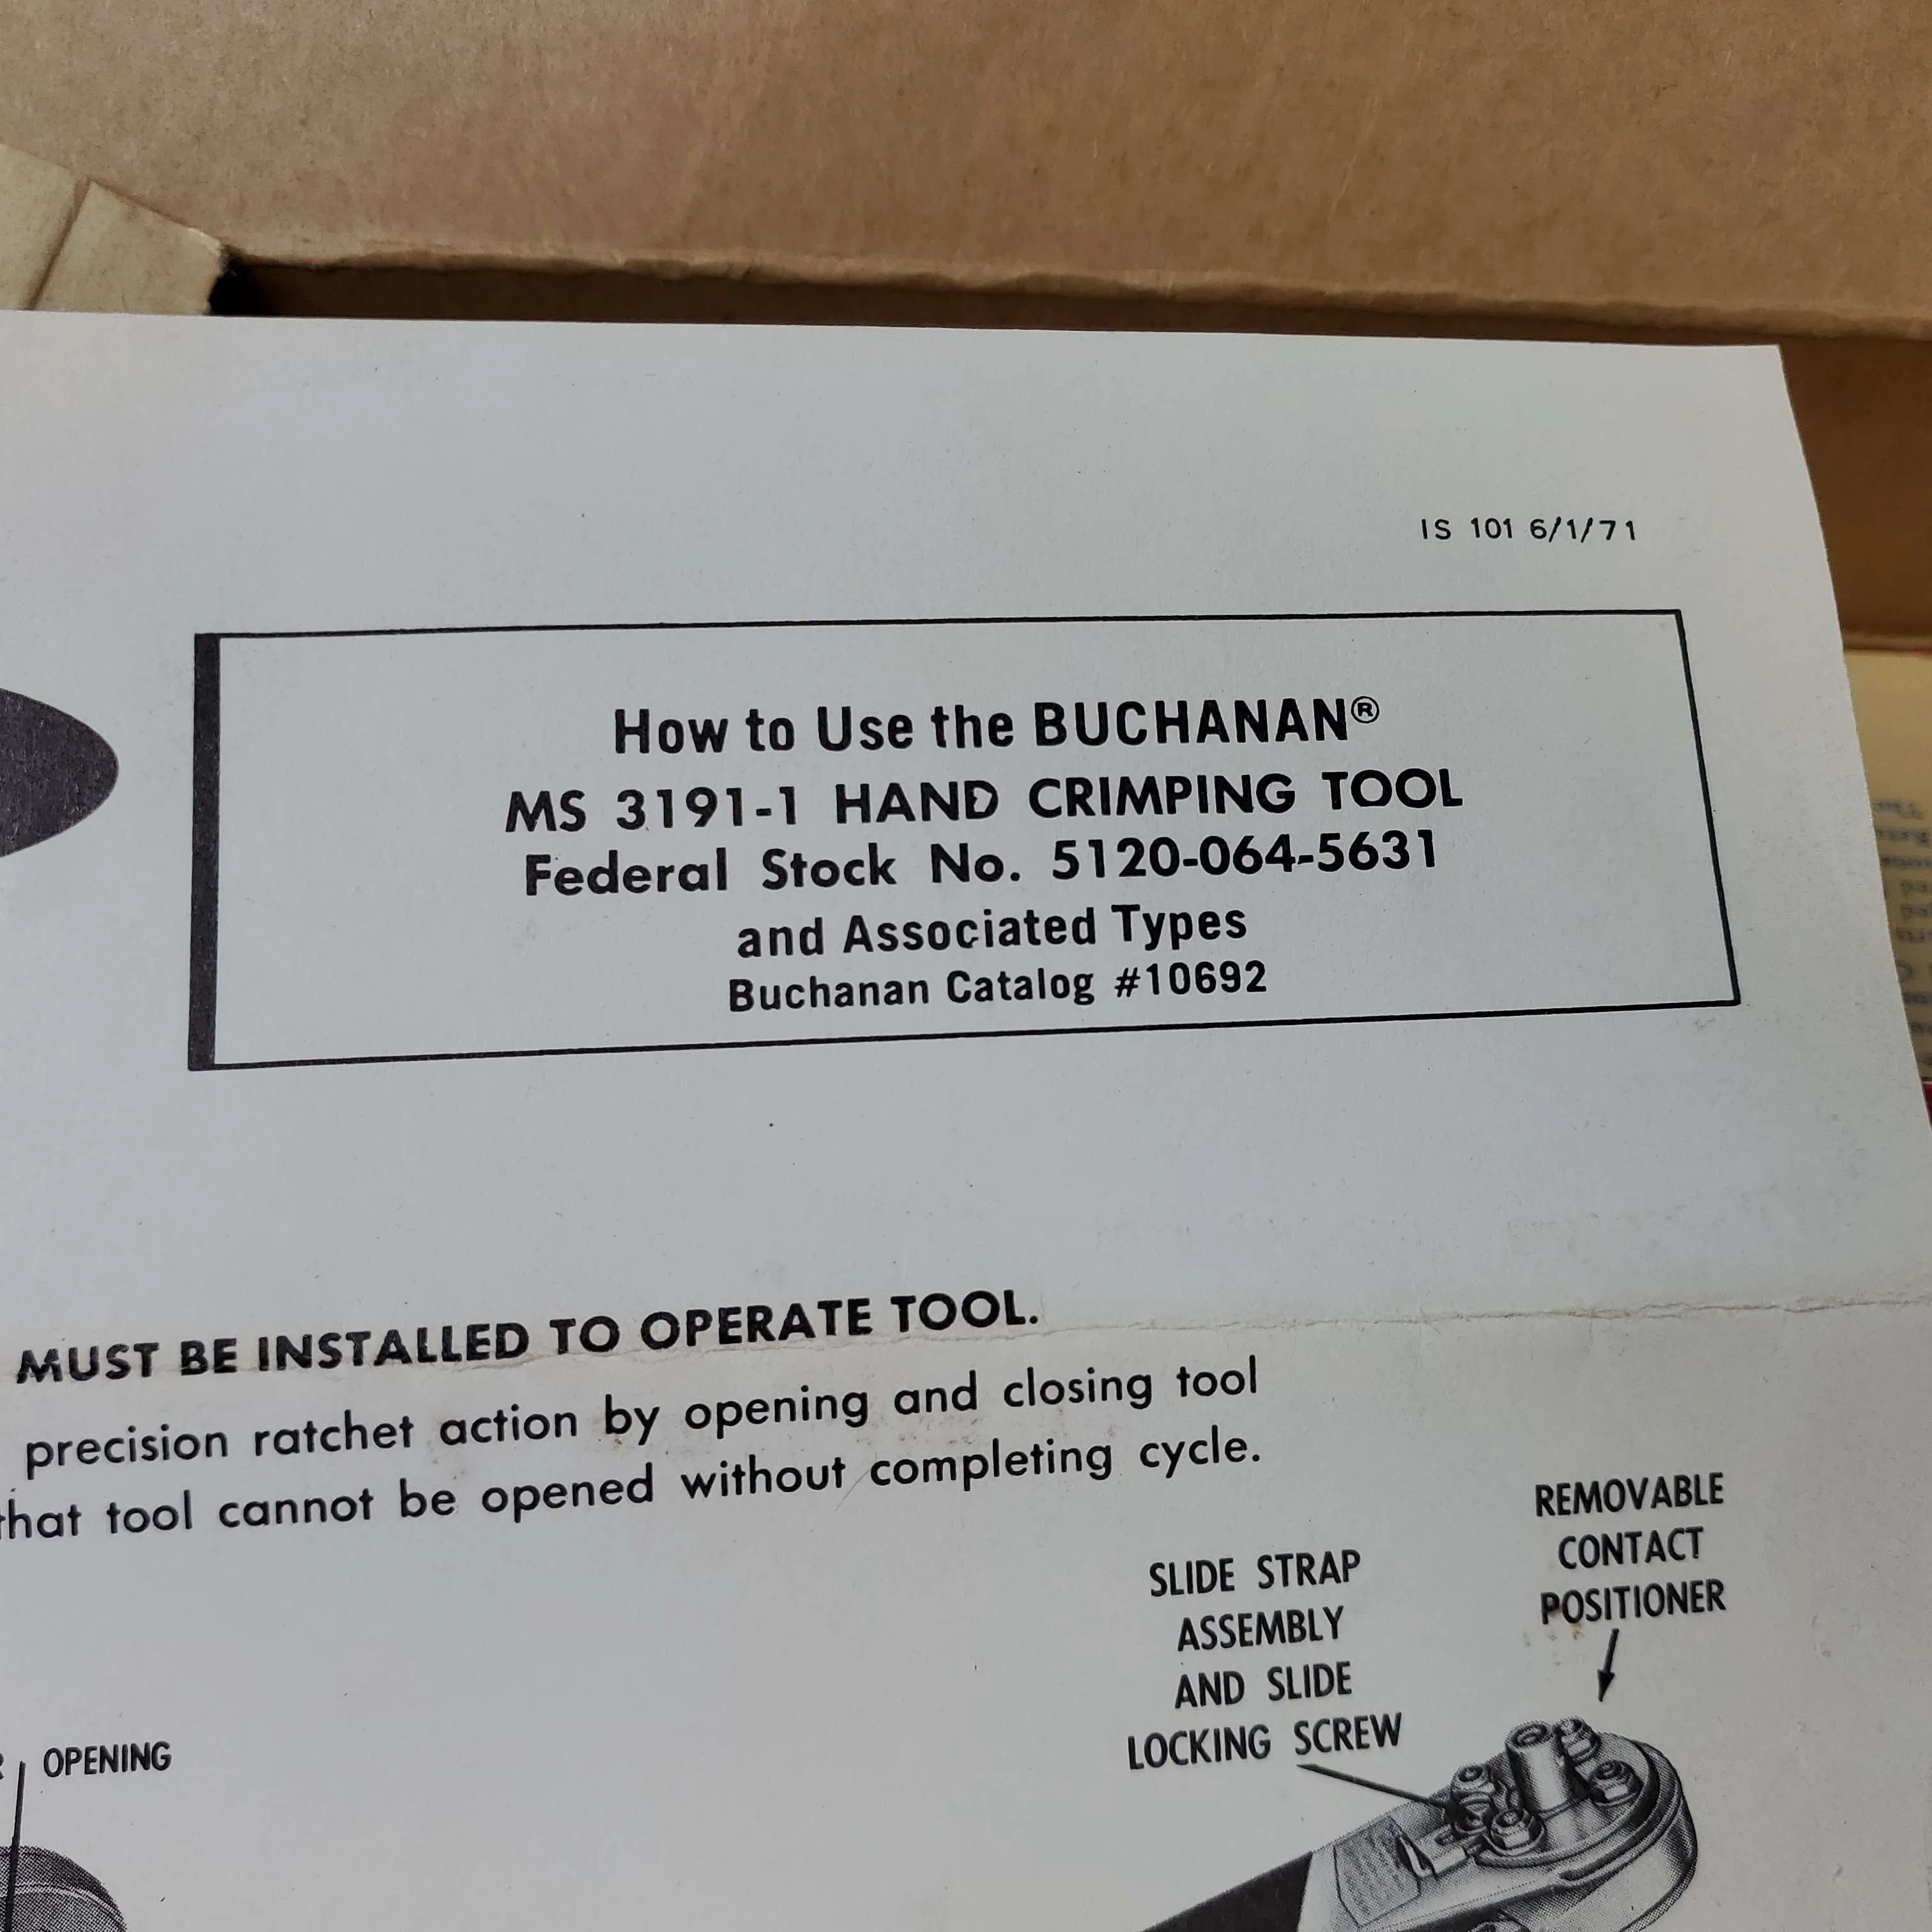 IS 101 6/1/71
How to Use the BUCHANAN®
MS 3191-1 HAND CRIMPING TOOL
Federal Stock No. 5120-064-5631
and Associated Types
Buchanan Catalog #10692
MUST BE INSTALLED TO OPERATE TOOL.
precision ratchet action by opening and closing tool
that tool cannot be opened without completing cycle.
REMOVABLE
CONTACT
POSITIONER
SLIDE STRAP
ASSEMBLY
AND SLIDE
LOCKING SCREW
OPENING